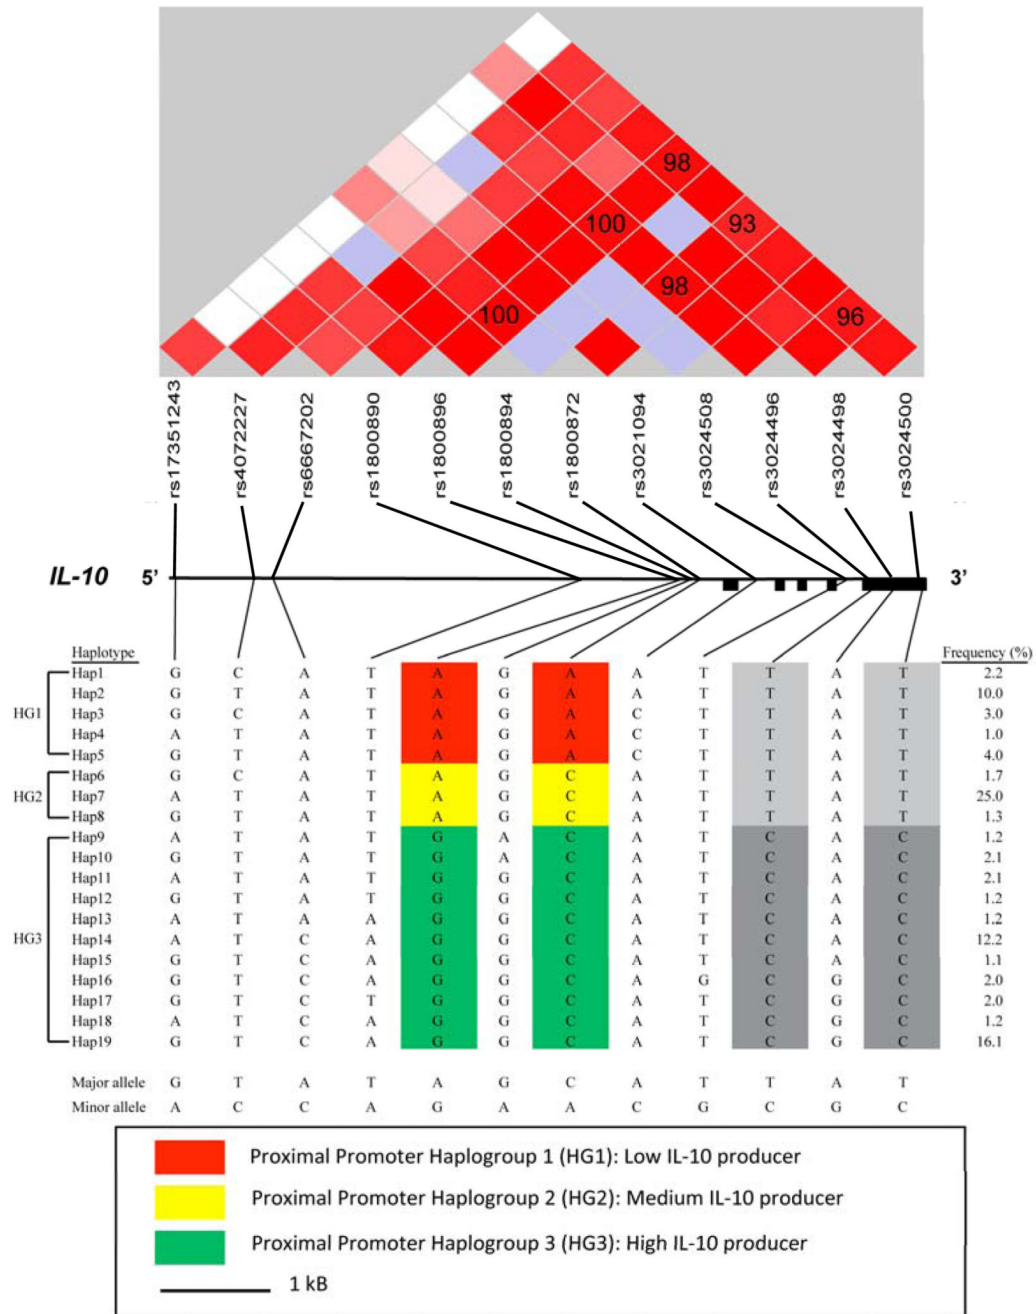 98
100
93
98
100
96
rs17351243 rs4072227 rs6667202 rs1800890 rs1800896 rs1800894 rs1800872 rs3021094 rs3024508 rs3024496 rs3024498 rs3024500
IL-10 5’ 3’
Haplotype Frequency (%)
Hap1 G C A T A G A A T T A T 2.2
Hap2 G T A T A G A A T T A T 10.0
HG1 Hap3 G C A T A G A C T T A T 3.0
Hap4 A T A T A G A C T T A T 1.0
Hap5 G T A T A G A C T T A T 4.0
Hap6 G C A T A G C A T T A T 1.7
HG2 Hap7 A T A T A G C A T T A T 25.0
Hap8 G T A T A G C A T T A T 1.3
Hap9 A T A T G A C A T C A C 1.2
Hap10 G T A T G A C A T C A C 2.1
Hap11 A T A T G G C A T C A C 2.1
Hap12 G T A T G G C A T C A C 1.2
Hap13 A T A A G G C A T C A C 1.2
HG3 Hap14 A T C A G G C A T C A C 12.2
Hap15 G T C A G G C A T C A C 1.1
Hap16 G T C A G G C A G C G C 2.0
Hap17 G T C T G G C A T C G C 2.0
Hap18 A T C A G G C A T C G C 1.2
Hap19 G T C A G G C A T C G C 16.1
Major allele G T A T A G C A T T A T
Minor allele A C C A G A A C G C G C
Proximal Promoter Haplogroup 1 (HG1): Low IL-10 producer
Proximal Promoter Haplogroup 2 (HG2): Medium IL-10 producer
Proximal Promoter Haplogroup 3 (HG3): High IL-10 producer
1 kB